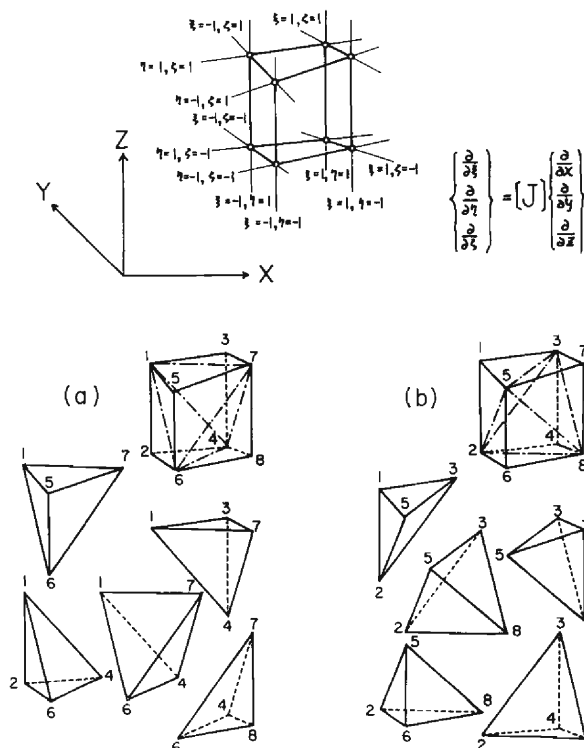 ξ=-1, ζ=1
ξ=1, ζ=1
η=1, ζ=1
η=-1, ζ=1
ξ=-1, ζ=-1
η=1, ζ=-1
η=-1, ζ=-1
ξ=-1, η=1
ξ=-1, η=-1
ξ=1, η=1
ξ=1, η=-1
ξ=1, ζ=-1
Z
Y
X
{∂/∂ξ ∂/∂η ∂/∂ζ} = [J] {∂/∂x ∂/∂y ∂/∂z}
(a)
1 3 7
5
2 4 8
6
1 7
5
6
1 3 7
4
1
2 4
6
1 7
6 4
7
4
6 8
(b)
1 3 7
5
2 4 8
6
1 3
5
2
3
5
2 8
3
5
5
2 8
6
3
4
2